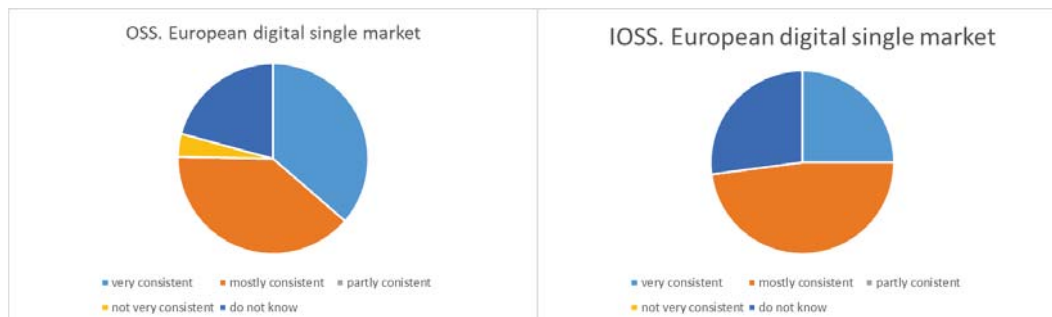 OSS. European digital single market
very consistent mostly consistent partly conistent
not very consistent do not know
IOSS. European digital single market
very consistent mostly consistent partly conistent
not very consistent do not know